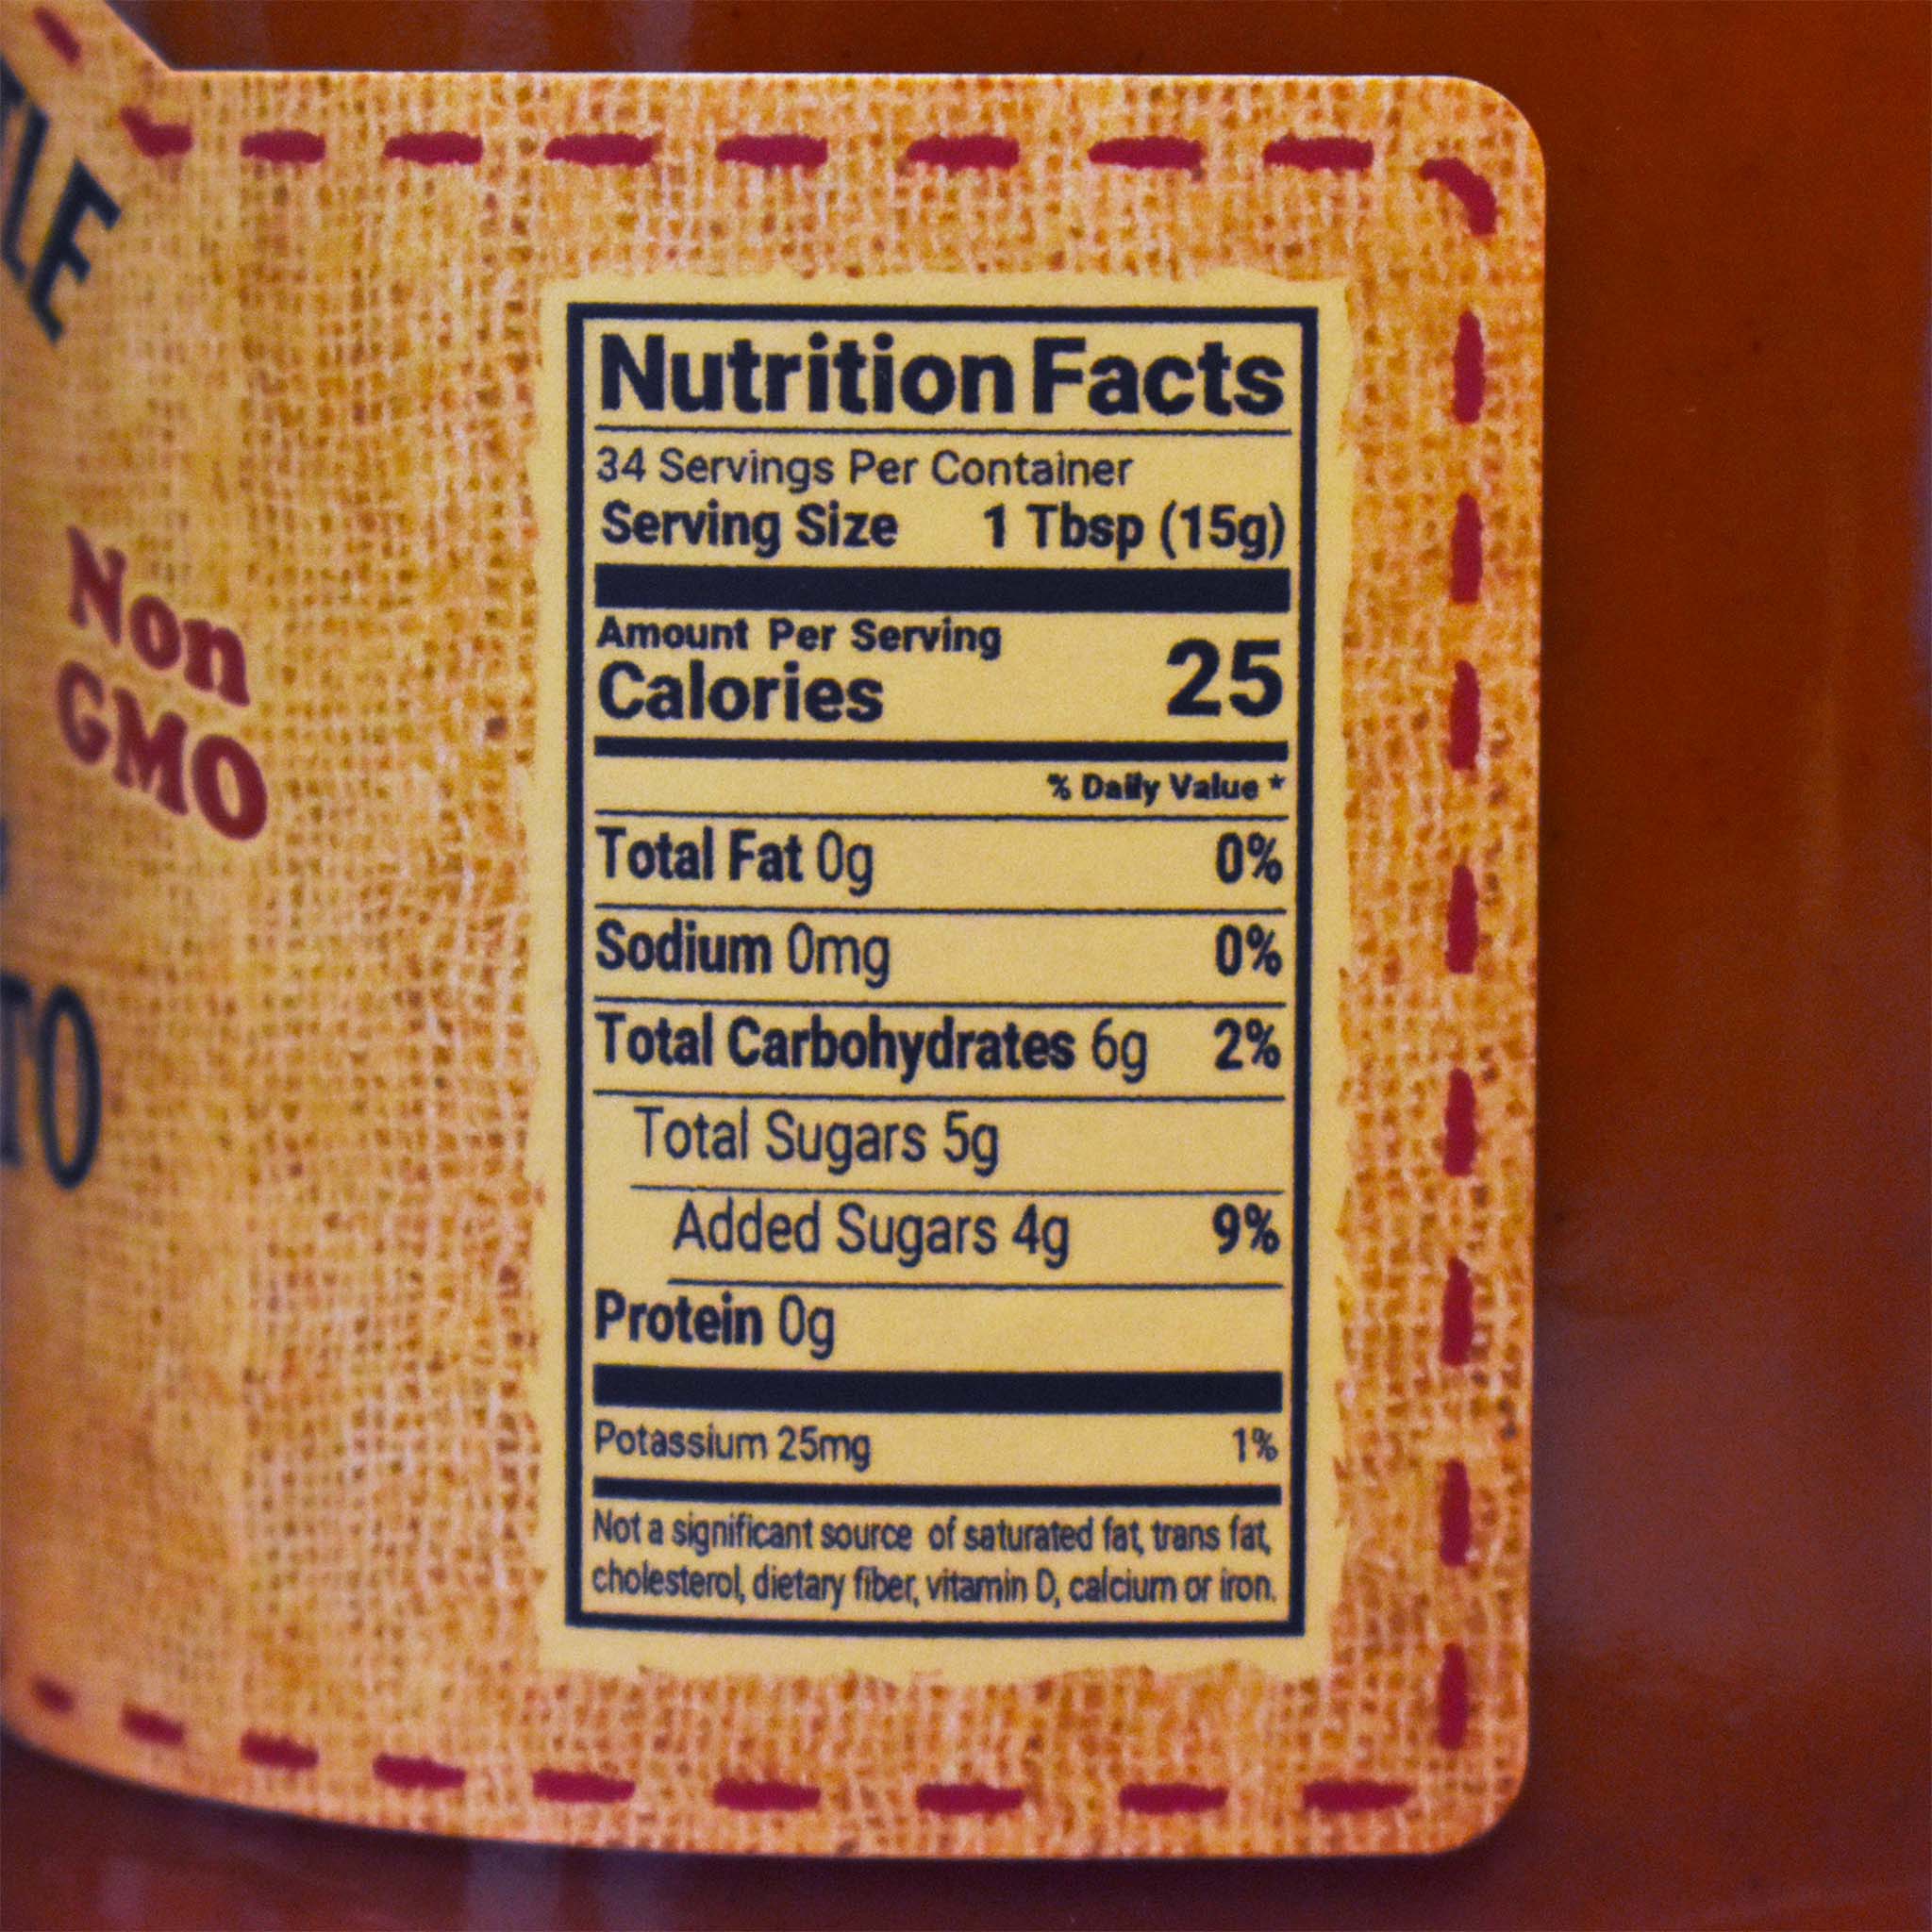 Non
GMO
Nutrition Facts
34 Servings Per Container
Serving Size 1 Tbsp (15g)
Amount Per Serving
Calories 25
% Daily Value *
Total Fat 0g 0%
Sodium 0mg 0%
Total Carbohydrates 6g 2%
Total Sugars 5g
Added Sugars 4g 9%
Protein 0g
Potassium 25mg 1%
Not a significant source of saturated fat, trans fat,
cholesterol, dietary fiber, vitamin D, calcium or iron.